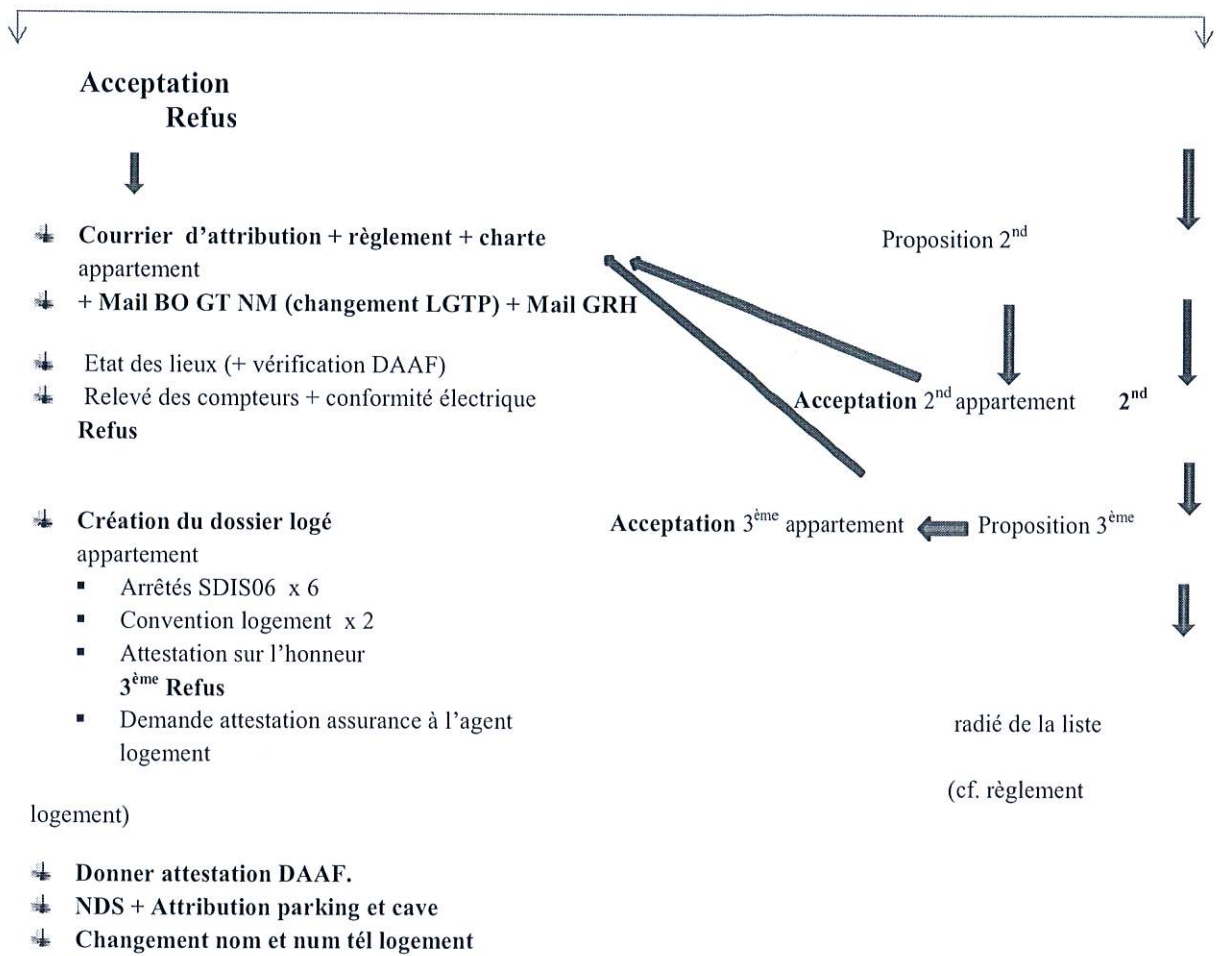 Acceptation
Refus
Courrier d'attribution + règlement + charte Proposition 2nd
appartement
+ Mail BO GT NM (changement LGTP) + Mail GRH
Etat des lieux (+ vérification DAAF)
Relevé des compteurs + conformité électrique Acceptation 2nd appartement 2nd
Refus
Création du dossier logé Acceptation 3ème appartement Proposition 3ème
appartement
▪ Arrêtés SDIS06 x 6
▪ Convention logement x 2
▪ Attestation sur l'honneur
3ème Refus
▪ Demande attestation assurance à l'agent radié de la liste
logement
(cf. règlement
logement)
Donner attestation DAAF.
NDS + Attribution parking et cave
Changement nom et num tél logement